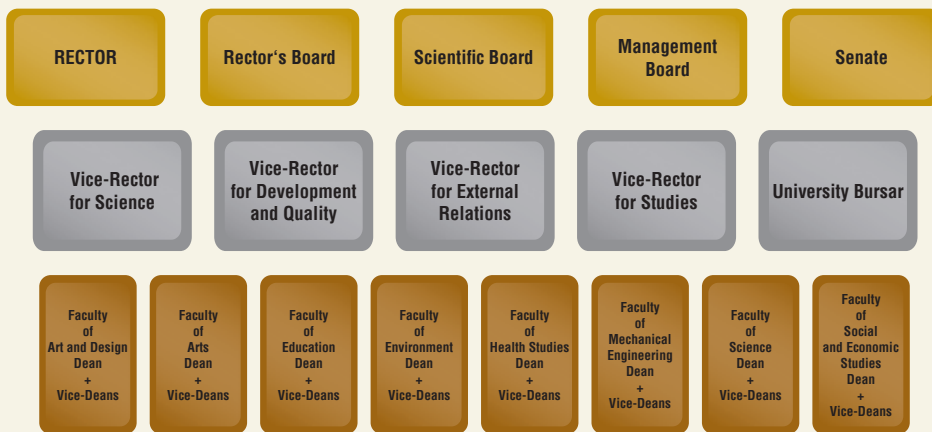 RECTOR
Rector's Board
Scientific Board
Management
Board
Senate
Vice-Rector
for Science
Vice-Rector
for Development
and Quality
Vice-Rector
for External
Relations
Vice-Rector
for Studies
University Bursar
Faculty
of
Art and Design
Dean
+
Vice-Deans
Faculty
of
Arts
Dean
+
Vice-Deans
Faculty
of
Education
Dean
+
Vice-Deans
Faculty
of
Environment
Dean
+
Vice-Deans
Faculty
of
Health Studies
Dean
+
Vice-Deans
Faculty
of
Mechanical
Engineering
Dean
+
Vice-Deans
Faculty
of
Science
Dean
+
Vice-Deans
Faculty
of
Social
and Economic
Studies
Dean
+
Vice-Deans